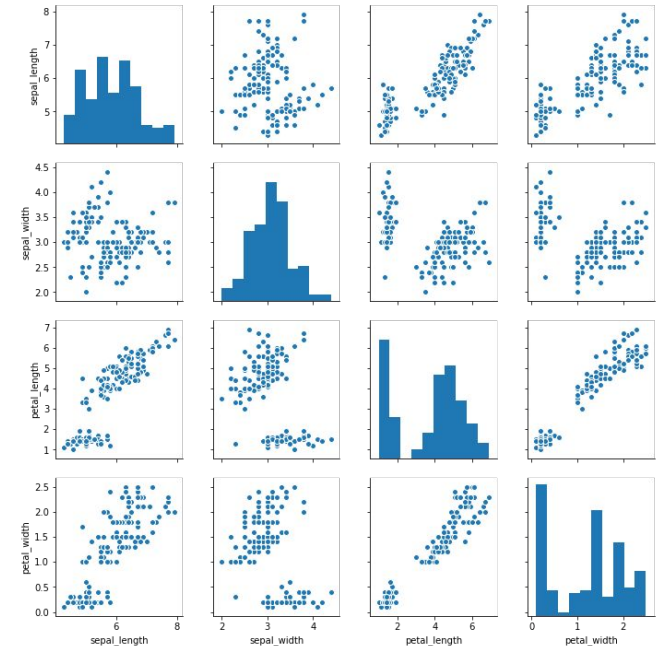 8
7
6
5
sepal_length
4.5
4.0
3.5
3.0
2.5
2.0
sepal_width
7
6
5
4
3
2
1
petal_length
2.5
2.0
1.5
1.0
0.5
0.0
petal_width
6 8
sepal_length
2 3 4
sepal_width
2 4 6
petal_length
0 1 2
petal_width